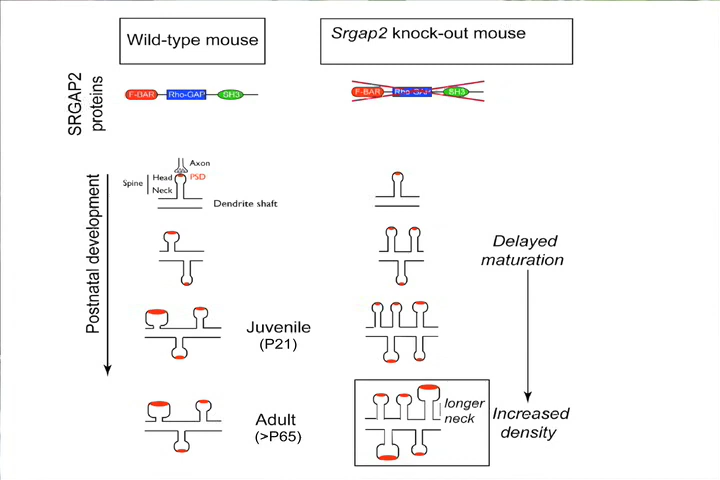 Wild-type mouse
Srgap2 knock-out mouse
SRGAP2
proteins
F-BAR Rho-GAP SH3
F-BAR Rho-GAP SH3
Postnatal development
Axon
Spine Head PSD
Neck
Dendrite shaft
Delayed
maturation
Juvenile
(P21)
Adult
(>P65)
longer
neck
Increased
density